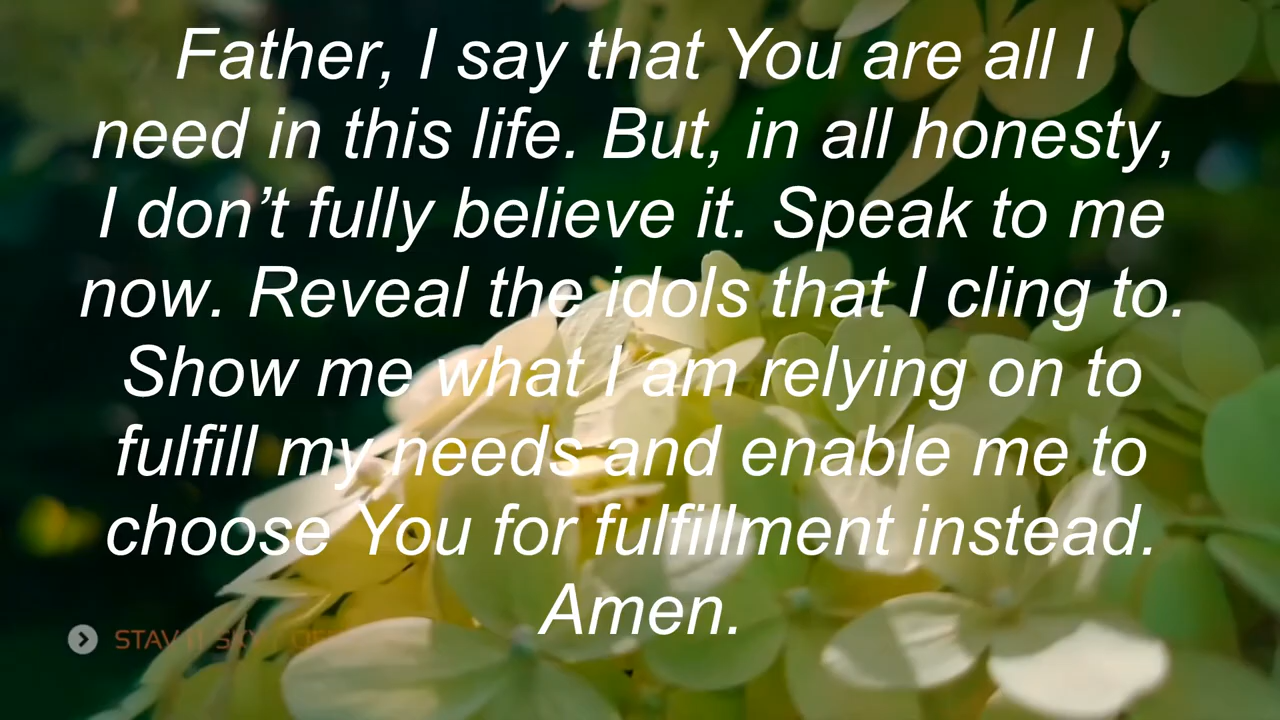 Father, I say that You are all I
need in this life. But, in all honesty,
I don’t fully believe it. Speak to me
now. Reveal the idols that I cling to.
Show me what I am relying on to
fulfill my needs and enable me to
choose You for fulfillment instead.
Amen.